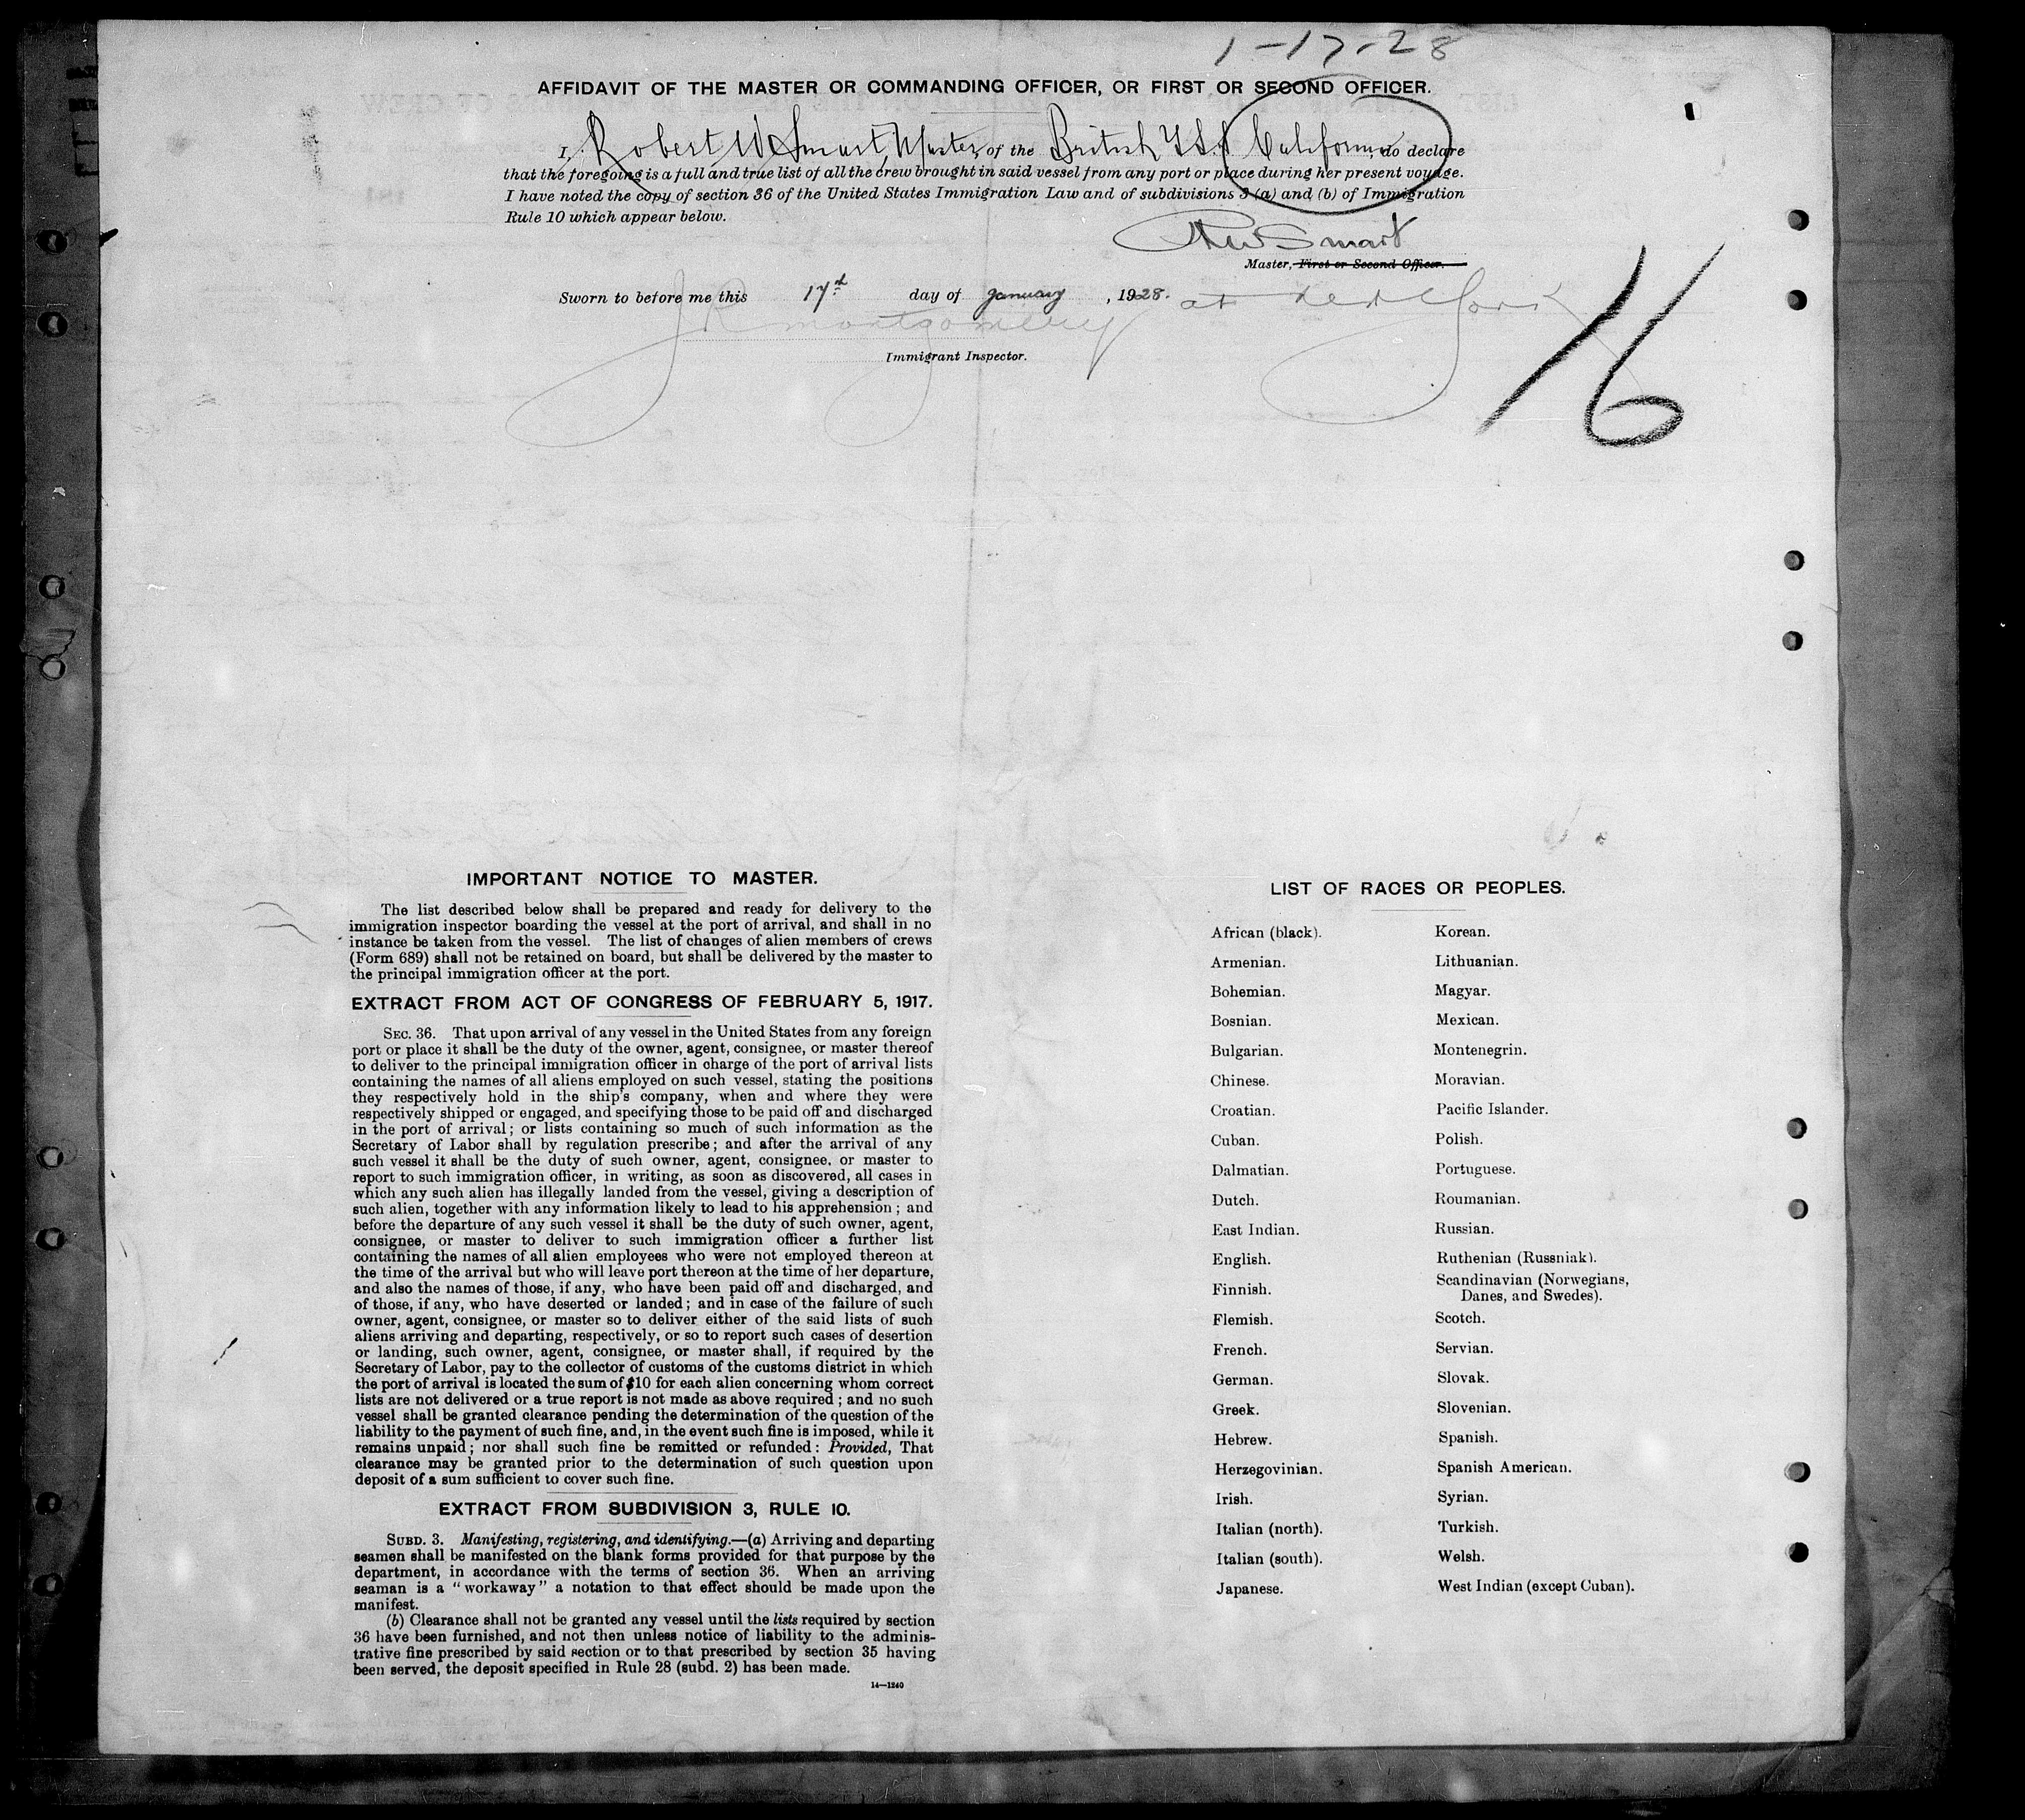 1-17-28
AFFIDAVIT OF THE MASTER OR COMMANDING OFFICER, OR FIRST OR SECOND OFFICER.
I, Robert W Smart, Master, of the British T.S.S California, do declare
that the foregoing is a full and true list of all the crew brought in said vessel from any port or place during her present voyage.
I have noted the copy of section 36 of the United States Immigration Law and of subdivisions 3 (a) and (b) of Immigration
Rule 10 which appear below.
RW Smart
Master, First or Second Officer.
Sworn to before me this 17th day of January, 1928. at New York
J R Montgomery
Immigrant Inspector.
16
IMPORTANT NOTICE TO MASTER.
The list described below shall be prepared and ready for delivery to the
immigration inspector boarding the vessel at the port of arrival, and shall in no
instance be taken from the vessel. The list of changes of alien members of crews
(Form 689) shall not be retained on board, but shall be delivered by the master to
the principal immigration officer at the port.
EXTRACT FROM ACT OF CONGRESS OF FEBRUARY 5, 1917.
SEC. 36. That upon arrival of any vessel in the United States from any foreign
port or place it shall be the duty of the owner, agent, consignee, or master thereof
to deliver to the principal immigration officer in charge of the port of arrival lists
containing the names of all aliens employed on such vessel, stating the positions
they respectively hold in the ship's company, when and where they were
respectively shipped or engaged, and specifying those to be paid off and discharged
in the port of arrival; or lists containing so much of such information as the
Secretary of Labor shall by regulation prescribe; and after the arrival of any
such vessel it shall be the duty of such owner, agent, consignee, or master to
report to such immigration officer, in writing, as soon as discovered, all cases in
which any such alien has illegally landed from the vessel, giving a description of
such alien, together with any information likely to lead to his apprehension; and
before the departure of any such vessel it shall be the duty of such owner, agent,
consignee, or master to deliver to such immigration officer a further list
containing the names of all alien employees who were not employed thereon at
the time of the arrival but who will leave port thereon at the time of her departure,
and also the names of those, if any, who have been paid off and discharged, and
of those, if any, who have deserted or landed; and in case of the failure of such
owner, agent, consignee, or master so to deliver either of the said lists of such
aliens arriving and departing, respectively, or so to report such cases of desertion
or landing, such owner, agent, consignee, or master shall, if required by the
Secretary of Labor, pay to the collector of customs of the customs district in which
the port of arrival is located the sum of $10 for each alien concerning whom correct
lists are not delivered or a true report is not made as above required; and no such
vessel shall be granted clearance pending the determination of the question of the
liability to the payment of such fine, and, in the event such fine is imposed, while it
remains unpaid; nor shall such fine be remitted or refunded: Provided, That
clearance may be granted prior to the determination of such question upon
deposit of a sum sufficient to cover such fine.
EXTRACT FROM SUBDIVISION 3, RULE 10.
SUBD. 3. Manifesting, registering, and identifying.—(a) Arriving and departing
seamen shall be manifested on the blank forms provided for that purpose by the
department, in accordance with the terms of section 36. When an arriving
seaman is a "workaway" a notation to that effect should be made upon the
manifest.
(b) Clearance shall not be granted any vessel until the lists required by section
36 have been furnished, and not then unless notice of liability to the adminis-
trative fine prescribed by said section or to that prescribed by section 35 having
been served, the deposit specified in Rule 28 (subd. 2) has been made.
14—1240
LIST OF RACES OR PEOPLES.
African (black).
Armenian.
Bohemian.
Bosnian.
Bulgarian.
Chinese.
Croatian.
Cuban.
Dalmatian.
Dutch.
East Indian.
English.
Finnish.
Flemish.
French.
German.
Greek.
Hebrew.
Herzegovinian.
Irish.
Italian (north).
Italian (south).
Japanese.
Korean.
Lithuanian.
Magyar.
Mexican.
Montenegrin.
Moravian.
Pacific Islander.
Polish.
Portuguese.
Roumanian.
Russian.
Ruthenian (Russniak).
Scandinavian (Norwegians,
Danes, and Swedes).
Scotch.
Servian.
Slovak.
Slovenian.
Spanish.
Spanish American.
Syrian.
Turkish.
Welsh.
West Indian (except Cuban).